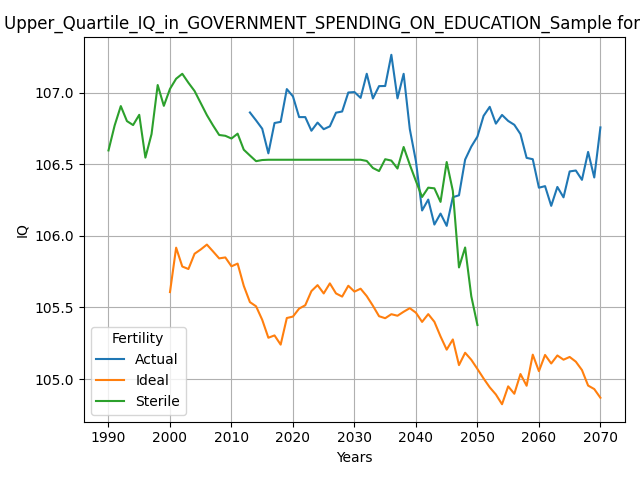 Upper_Quartile_IQ_in_GOVERNMENT_SPENDING_ON_EDUCATION_Sample for
107.0
106.5
106.0
105.5
105.0
IQ
Fertility
Actual
Ideal
Sterile
1990 2000 2010 2020 2030 2040 2050 2060 2070
Years